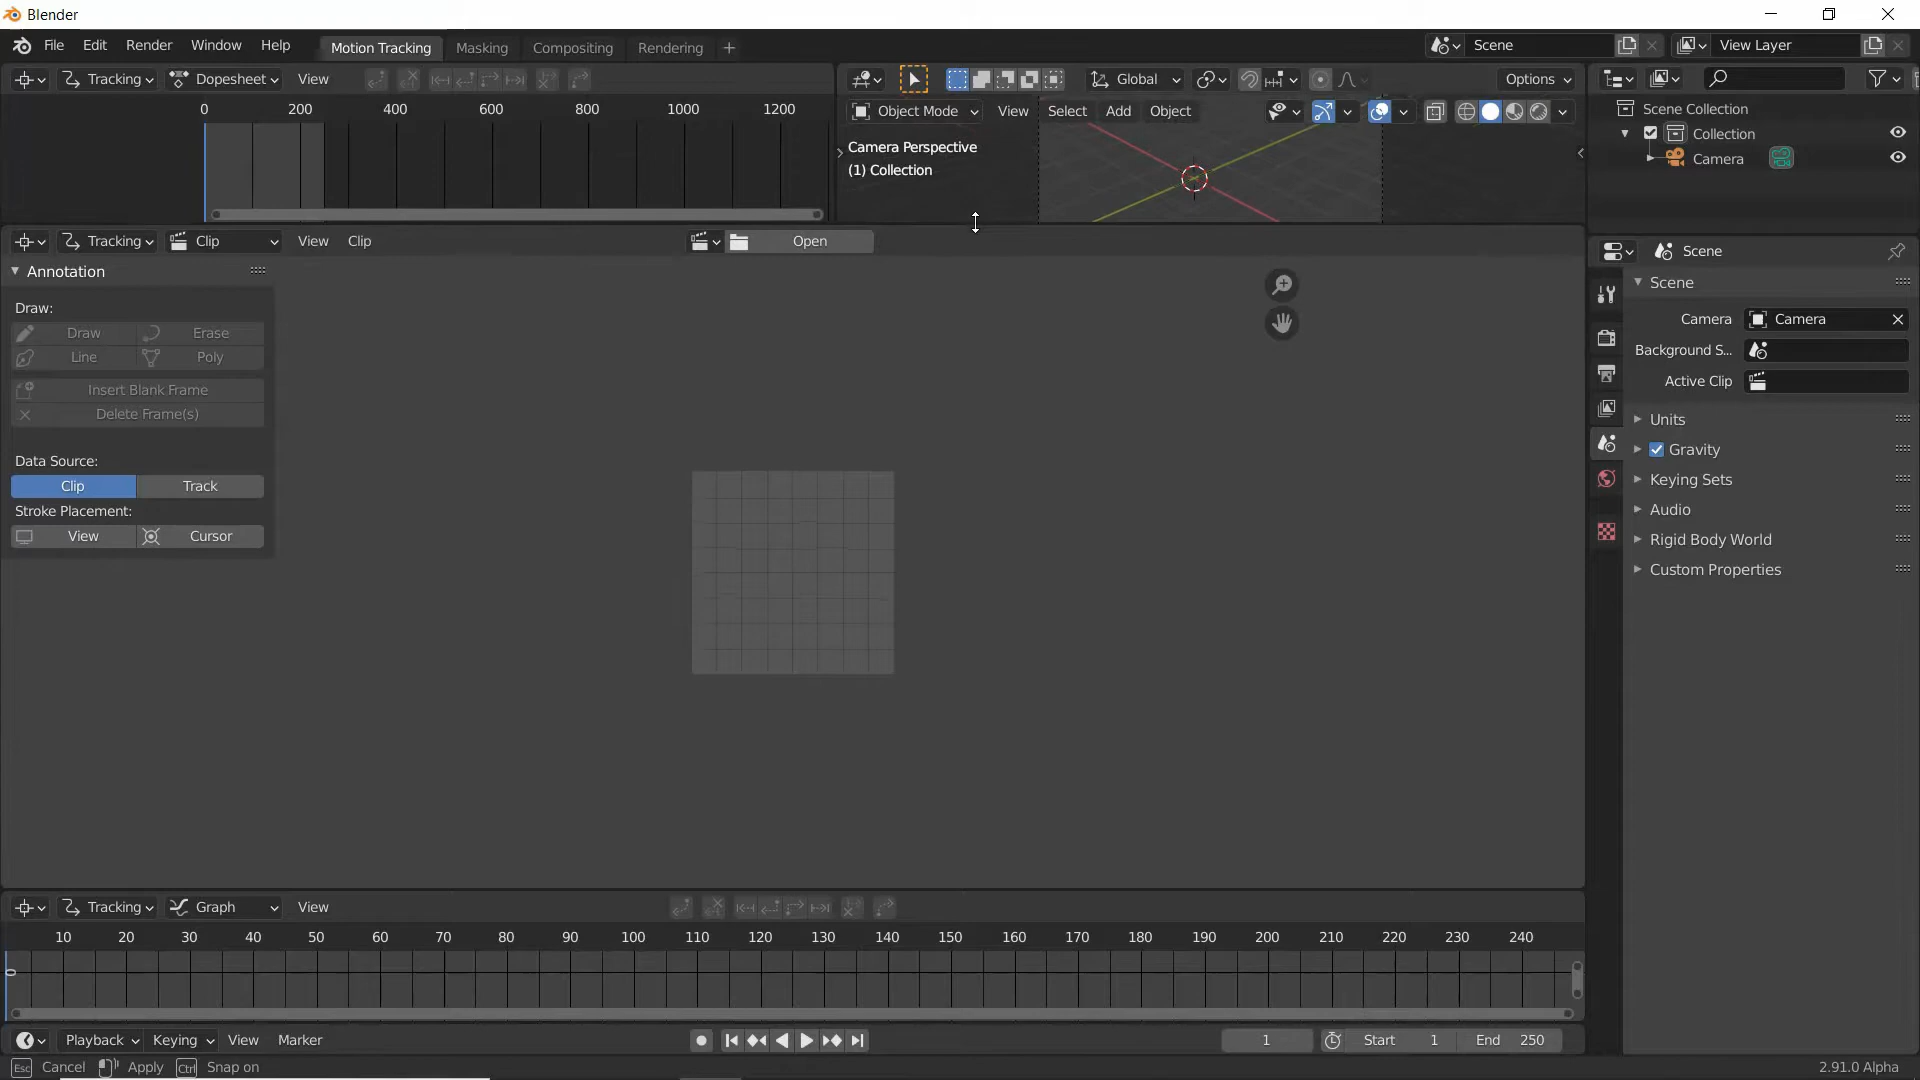 Blender
File Edit Render Window Help Motion Tracking Masking Compositing Rendering Scene View Layer
Tracking Dopesheet View
0 200 400 600 800 1000 1200
Global Options
Object Mode View Select Add Object
Camera Perspective
(1) Collection
Scene Collection
Collection
Camera
Tracking Clip View Clip Open
Annotation
Draw:
Draw Erase
Line Poly
Insert Blank Frame
Delete Frame(s)
Data Source:
Clip Track
Stroke Placement:
View Cursor
Scene
Scene
Camera Camera
Background S...
Active Clip
Units
Gravity
Keying Sets
Audio
Rigid Body World
Custom Properties
Tracking Graph View
10 20 30 40 50 60 70 80 90 100 110 120 130 140 150 160 170 180 190 200 210 220 230 240
0
Playback Keying View Marker 1 Start 1 End 250
Esc Cancel Apply Ctrl Snap on 2.91.0 Alpha